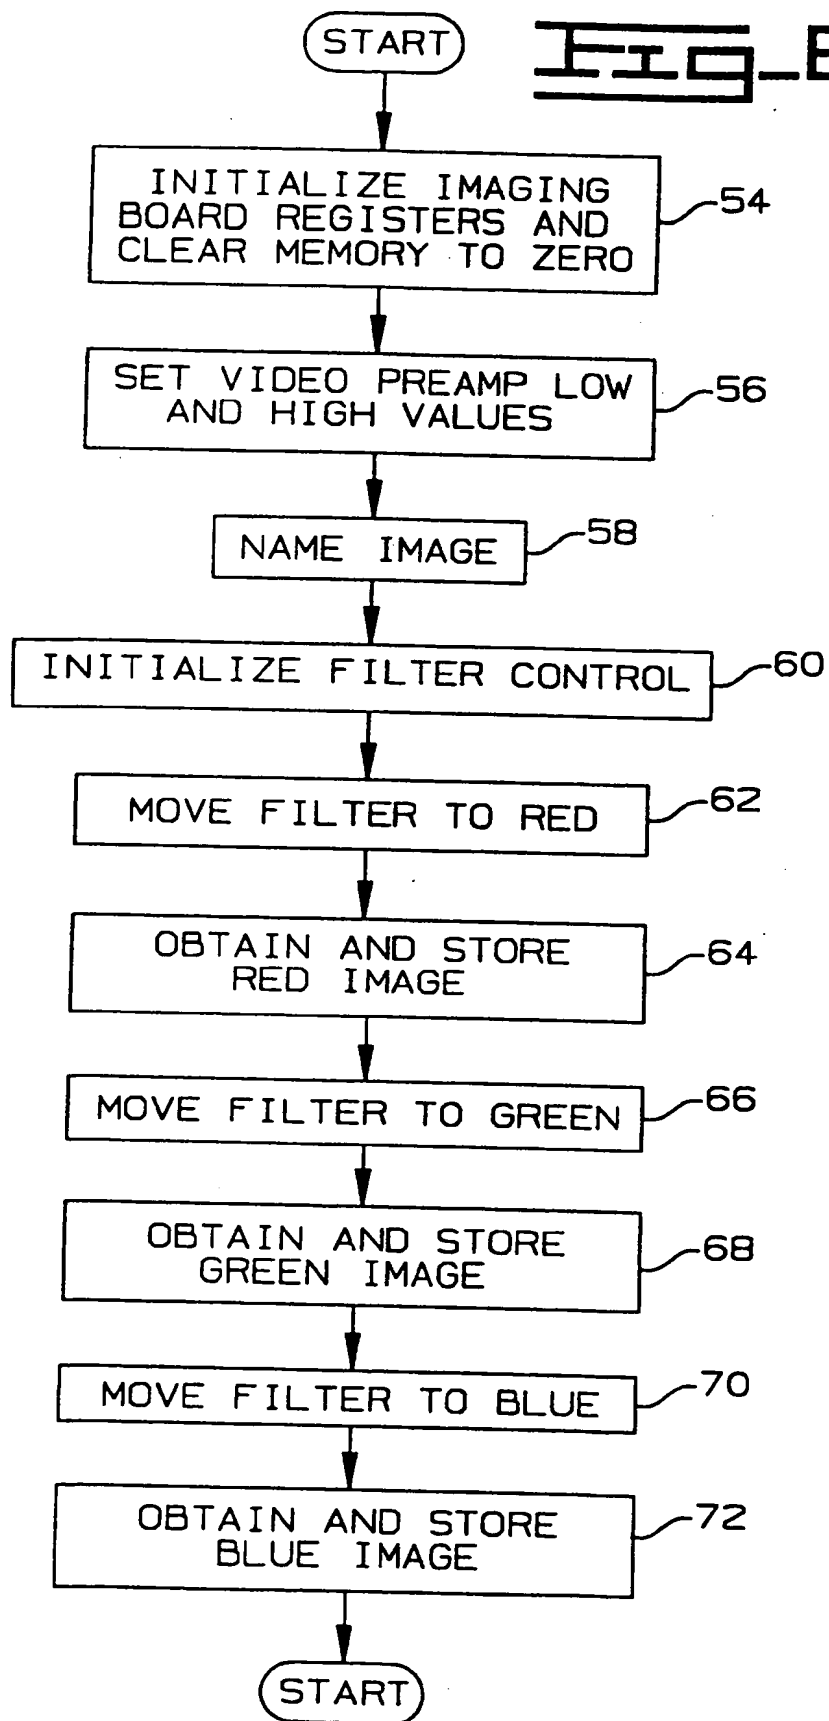 START
Fig_
INITIALIZE IMAGING
BOARD REGISTERS AND
CLEAR MEMORY TO ZERO
54
SET VIDEO PREAMP LOW
AND HIGH VALUES
56
NAME IMAGE
58
INITIALIZE FILTER CONTROL
60
MOVE FILTER TO RED
62
OBTAIN AND STORE
RED IMAGE
64
MOVE FILTER TO GREEN
66
OBTAIN AND STORE
GREEN IMAGE
68
MOVE FILTER TO BLUE
70
OBTAIN AND STORE
BLUE IMAGE
72
START